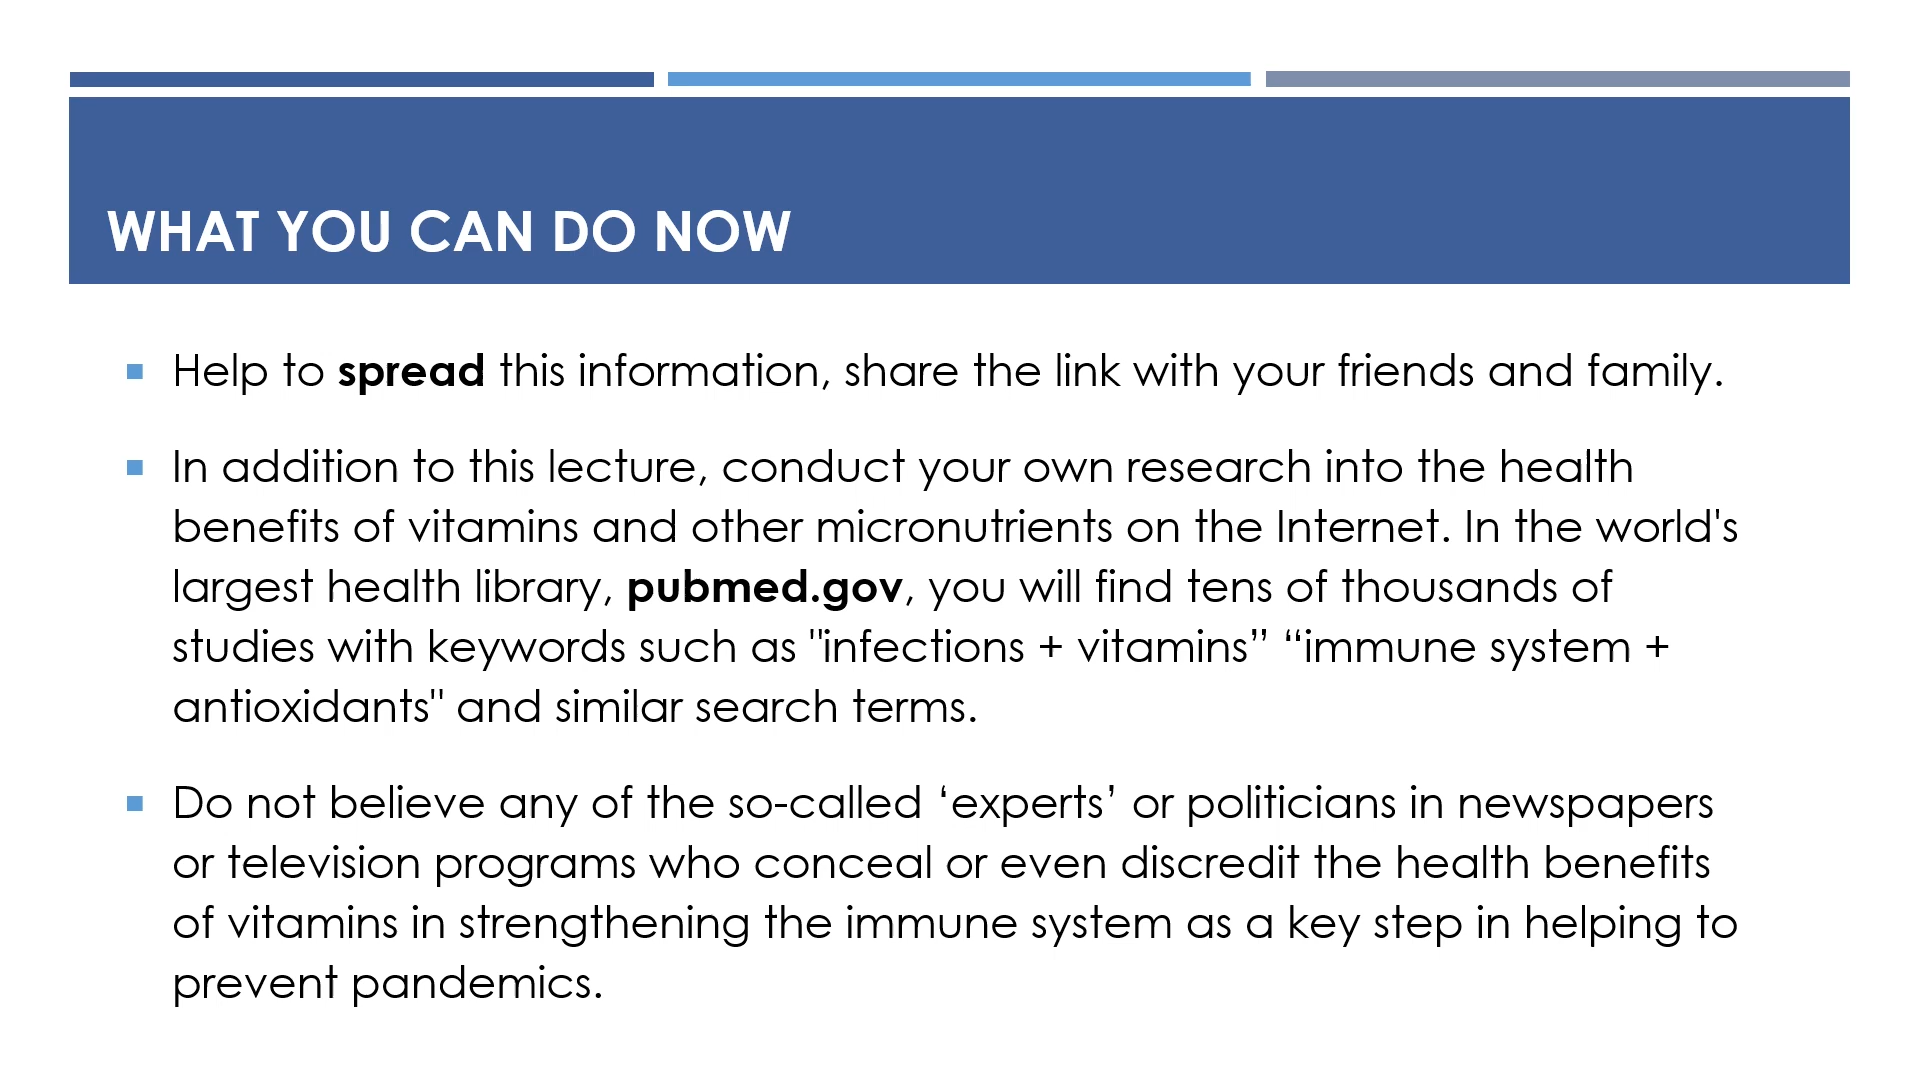 WHAT YOU CAN DO NOW
Help to spread this information, share the link with your friends and family.
In addition to this lecture, conduct your own research into the health
benefits of vitamins and other micronutrients on the Internet. In the world's
largest health library, pubmed.gov, you will find tens of thousands of
studies with keywords such as "infections + vitamins” “immune system +
antioxidants" and similar search terms.
Do not believe any of the so-called ‘experts’ or politicians in newspapers
or television programs who conceal or even discredit the health benefits
of vitamins in strengthening the immune system as a key step in helping to
prevent pandemics.